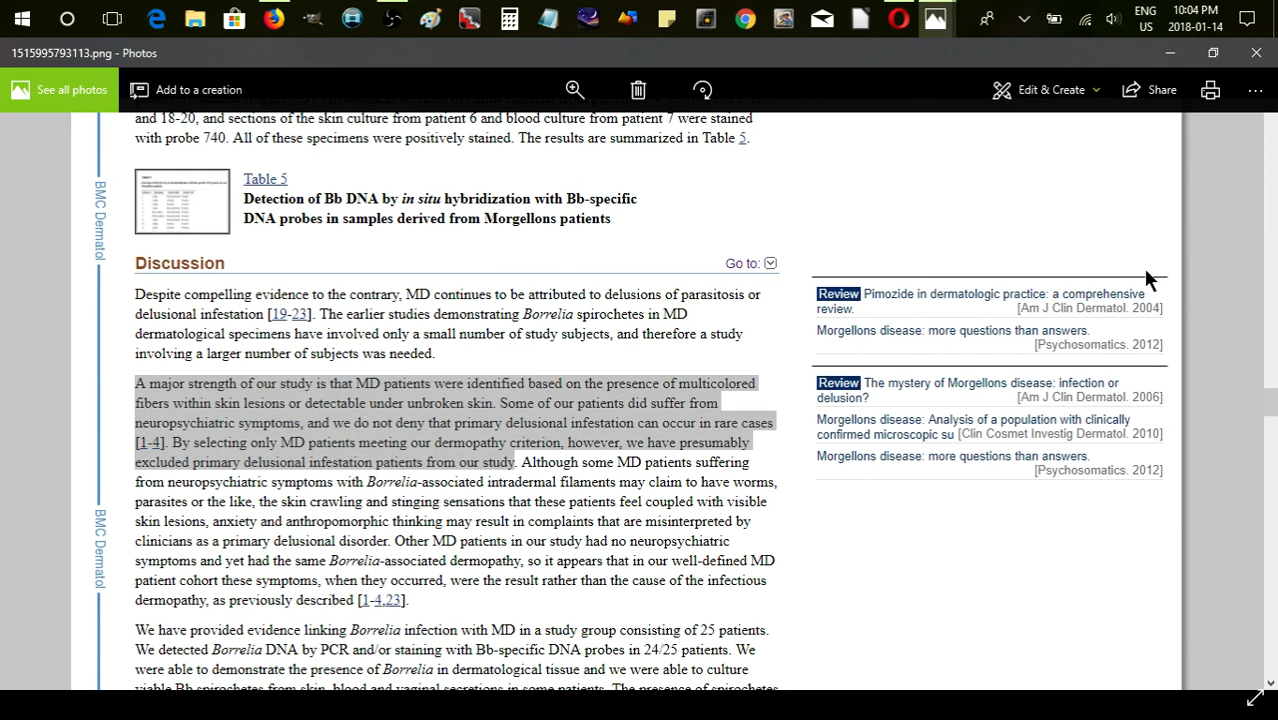 ENG
US
10:04 PM
2018-01-14
1515995793113.png - Photos
See all photos
Add to a creation
Edit & Create
Share
and 18-20, and sections of the skin culture from patient 6 and blood culture from patient 7 were stained
with probe 740. All of these specimens were positively stained. The results are summarized in Table 5.
Table 5
Detection of Bb DNA by in situ hybridization with Bb-specific
DNA probes in samples derived from Morgellons patients
BMC Dermatol
Discussion
Go to:
Despite compelling evidence to the contrary, MD continues to be attributed to delusions of parasitosis or
delusional infestation [19-23]. The earlier studies demonstrating Borrelia spirochetes in MD
dermatological specimens have involved only a small number of study subjects, and therefore a study
involving a larger number of subjects was needed.
A major strength of our study is that MD patients were identified based on the presence of multicolored
fibers within skin lesions or detectable under unbroken skin. Some of our patients did suffer from
neuropsychiatric symptoms, and we do not deny that primary delusional infestation can occur in rare cases
[1-4]. By selecting only MD patients meeting our dermopathy criterion, however, we have presumably
excluded primary delusional infestation patients from our study. Although some MD patients suffering
from neuropsychiatric symptoms with Borrelia-associated intradermal filaments may claim to have worms,
parasites or the like, the skin crawling and stinging sensations that these patients feel coupled with visible
skin lesions, anxiety and anthropomorphic thinking may result in complaints that are misinterpreted by
clinicians as a primary delusional disorder. Other MD patients in our study had no neuropsychiatric
symptoms and yet had the same Borrelia-associated dermopathy, so it appears that in our well-defined MD
patient cohort these symptoms, when they occurred, were the result rather than the cause of the infectious
dermopathy, as previously described [1-4,23].
BMC Dermatol
We have provided evidence linking Borrelia infection with MD in a study group consisting of 25 patients.
We detected Borrelia DNA by PCR and/or staining with Bb-specific DNA probes in 24/25 patients. We
were able to demonstrate the presence of Borrelia in dermatological tissue and we were able to culture
viable Bb spirochetes from skin, blood and vaginal secretions in some patients. The presence of spirochetes
Review Pimozide in dermatologic practice: a comprehensive
review. [Am J Clin Dermatol. 2004]
Morgellons disease: more questions than answers.
[Psychosomatics. 2012]
Review The mystery of Morgellons disease: infection or
delusion? [Am J Clin Dermatol. 2006]
Morgellons disease: Analysis of a population with clinically
confirmed microscopic su [Clin Cosmet Investig Dermatol. 2010]
Morgellons disease: more questions than answers.
[Psychosomatics. 2012]